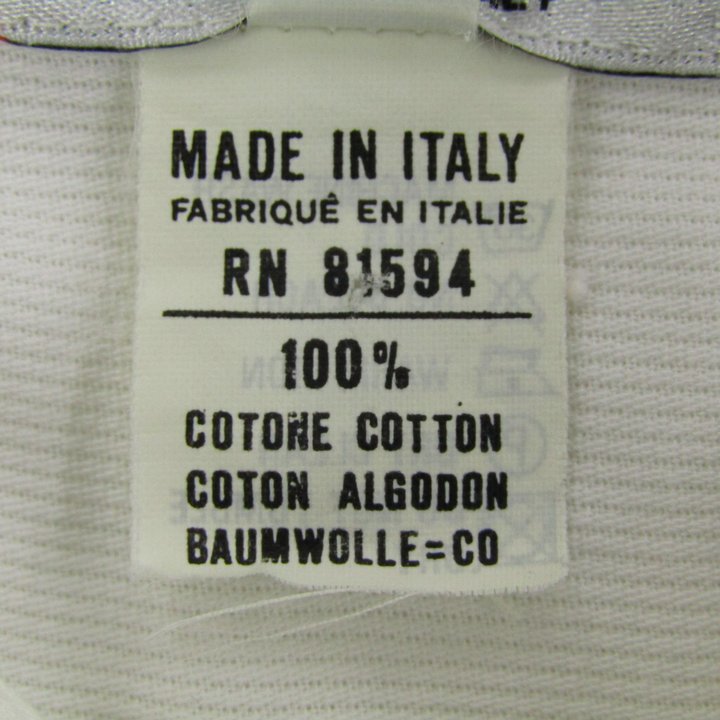 MADE IN ITALY
FABRIQUÊ EN ITALIE
RN 81594
100%
COTONE COTTON
COTON ALGODON
BAUMWOLLE=CO